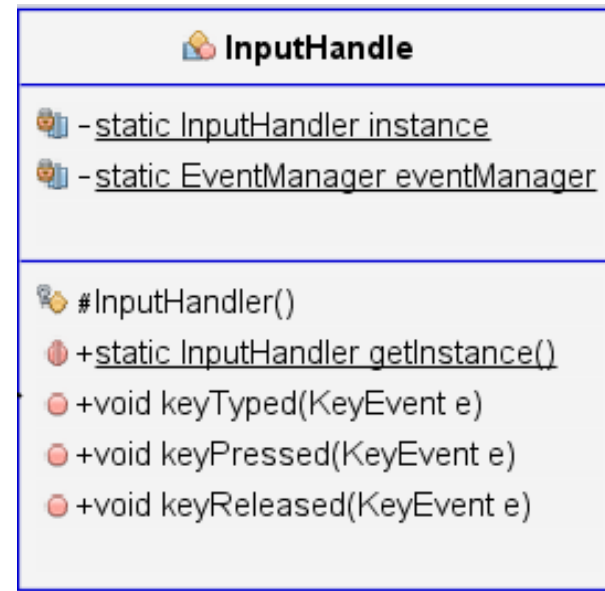 InputHandle
-static InputHandler instance
-static EventManager eventManager
#InputHandler()
+static InputHandler getInstance()
+void keyTyped(KeyEvent e)
+void keyPressed(KeyEvent e)
+void keyReleased(KeyEvent e)